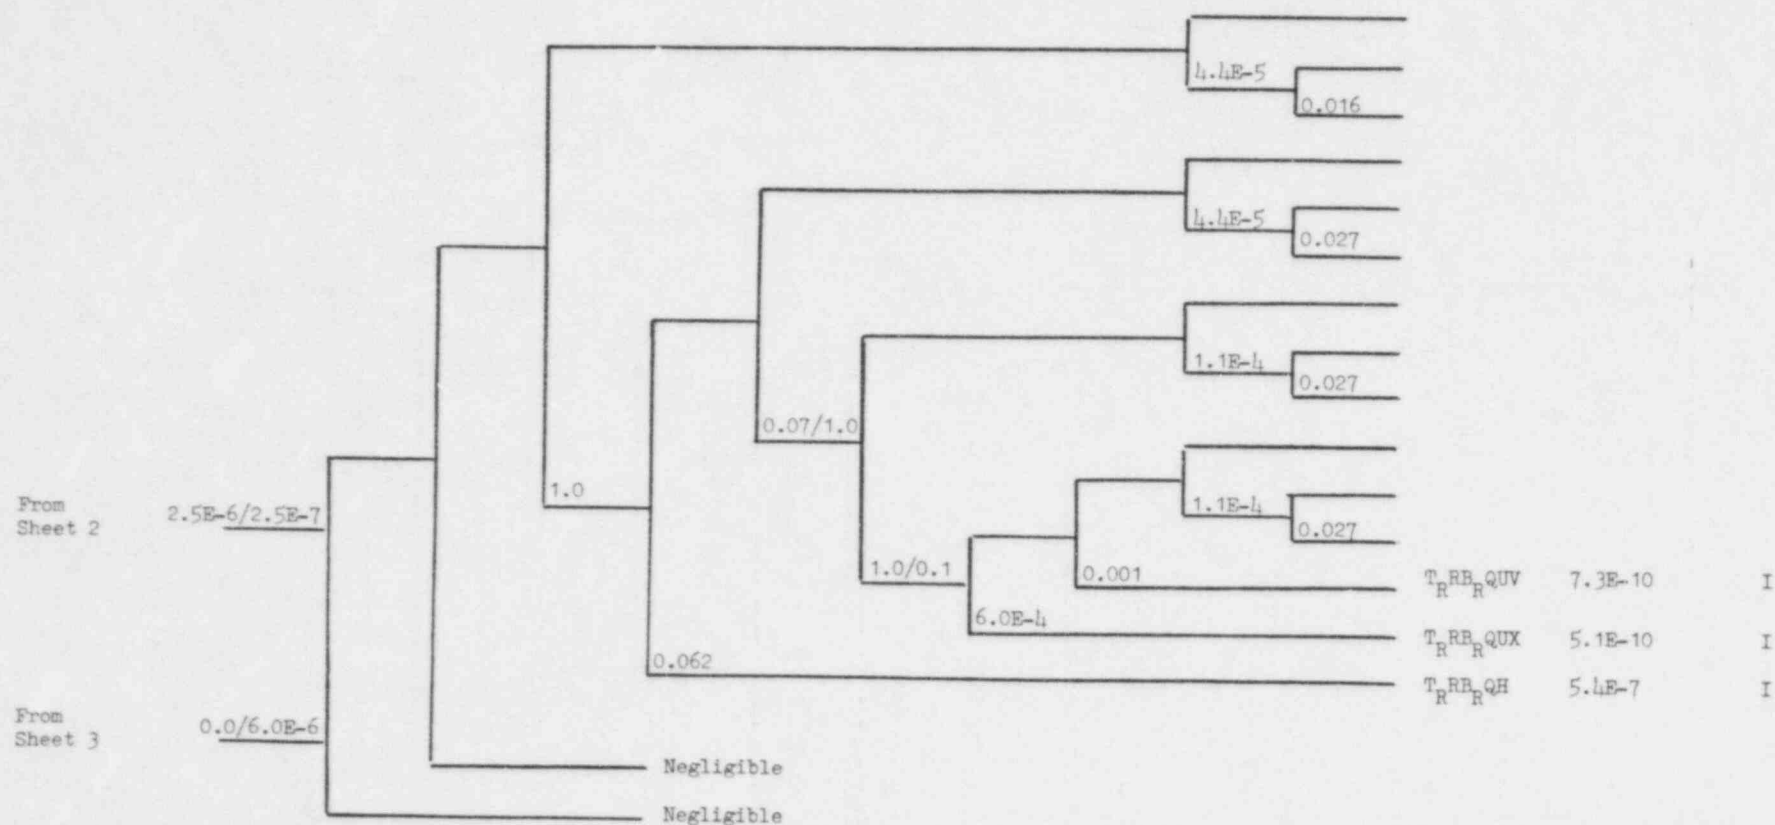 4.4E-5
0.016
4.4E-5
0.027
1.1E-4
0.027
0.07/1.0
1.0
From
Sheet 2
2.5E-6/2.5E-7
1.1E-4
0.027
1.0/0.1
0.001
T_RRB_RQUV 7.3E-10 I
6.0E-4
T_RRB_RQUX 5.1E-10 I
0.062
T_RRB_RQH 5.4E-7 I
From
Sheet 3
0.0/6.0E-6
Negligible
Negligible